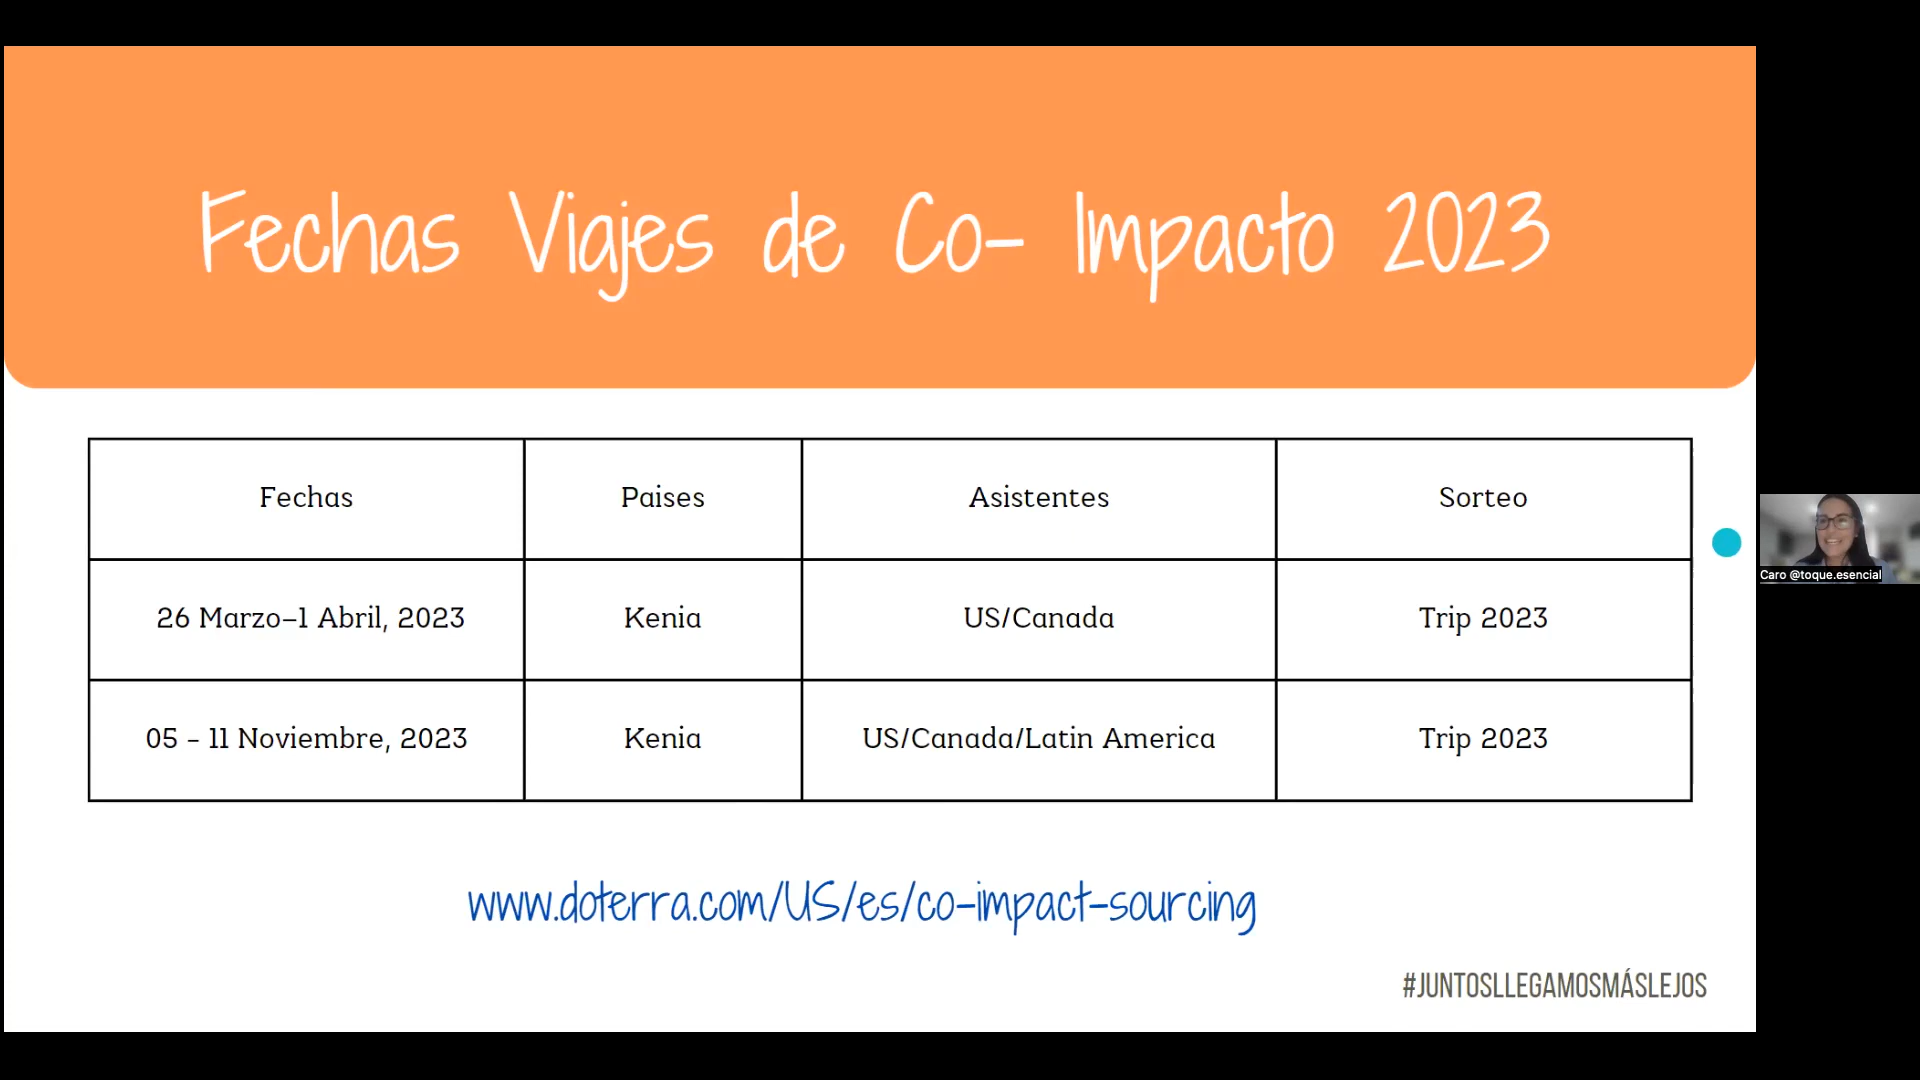 Fechas Viajes de Co- Impacto 2023
Fechas Paises Asistentes Sorteo
26 Marzo–1 Abril, 2023 Kenia US/Canada Trip 2023
05 - 11 Noviembre, 2023 Kenia US/Canada/Latin America Trip 2023
Caro @toque.esencial
www.doterra.com/US/es/co-impact-sourcing
#JUNTOSLLEGAMOSMÁSLEJOS